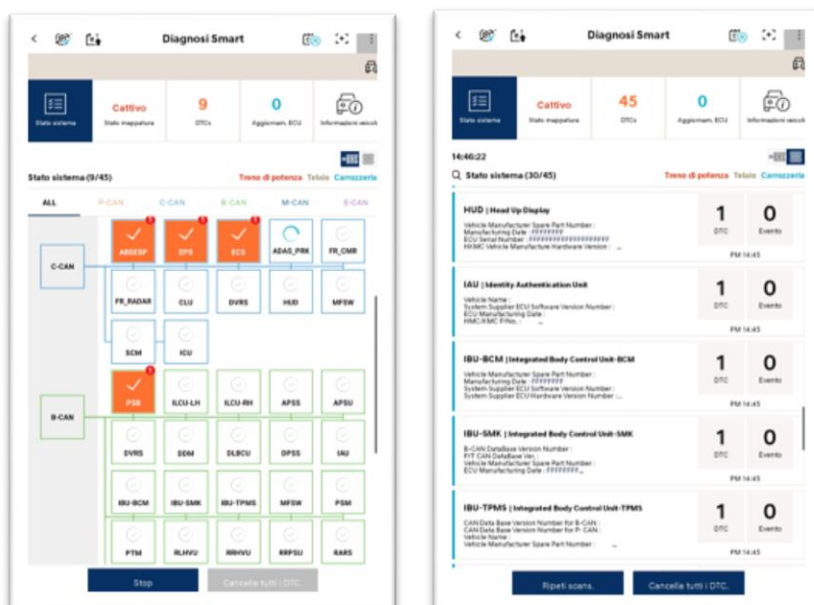 Diagnosi Smart
Cattivo
9
0
Stato sistema
Stato mappatura
DTCs
Aggiornam. ECU
Informazioni veicolo
Stato sistema (9/45)
Treno di potenza Telaio Carrozzeria
ALL P-CAN C-CAN B-CAN M-CAN E-CAN
C-CAN
ABSESP EPS ECS ADAS_PRK FR_CMR
FR_RADAR CLU DVRS HUD MFSW
SCM ICU
B-CAN
PSB ILCU-LH ILCU-RH APSS APSU
DVRS DDM DLBCU DPSS IAU
IBU-BCM IBU-SMK IBU-TPMS MFSW PSM
PTM RLHVU RRHVU RRPSU RARS
Stop
Cancella tutti i DTC.
Diagnosi Smart
Cattivo
45
0
Stato sistema
Stato mappatura
DTCs
Aggiornam. ECU
Informazioni veicol
14:46:22
Stato sistema (30/45)
Treno di potenza Telaio Carrozzeria
HUD | Head Up Display
Vehicle Manufacturer Spare Part Number :
Manufacturing Date : FFFFFFFF
ECU Serial Number : FFFFFFFFFFFFFFFFFFFF
HKMC Vehicle Manufacture Hardware Version : ...
1 0
DTC Evento
PM 14:45
IAU | Identity Authentication Unit
Vehicle Name :
System Supplier ECU Software Version Number :
ECU Manufacturing Date :
HMC/KMC P/No. : ...
1 0
DTC Evento
PM 14:45
IBU-BCM | Integrated Body Control Unit-BCM
Vehicle Manufacturer Spare Part Number :
Manufacturing Date : FFFFFFFF
System Supplier ECU Software Version Number :
System Supplier ECU Hardware Version Number : ...
1 0
DTC Evento
PM 14:45
IBU-SMK | Integrated Body Control Unit-SMK
B-CAN DataBase Version Number :
P/T CAN DataBase Ver. :
Vehicle Manufacturer Spare Part Number :
ECU Manufacturing Date : FFFFFFFF...
1 0
DTC Evento
PM 14:45
IBU-TPMS | Integrated Body Control Unit-TPMS
CAN Data Base Version Number for B-CAN :
CAN Data Base Version Number for P- CAN :
Vehicle Name :
Vehicle Manufacturer Spare Part Number : ...
1 0
DTC Evento
PM 14:45
Ripeti scans.
Cancella tutti i DTC.